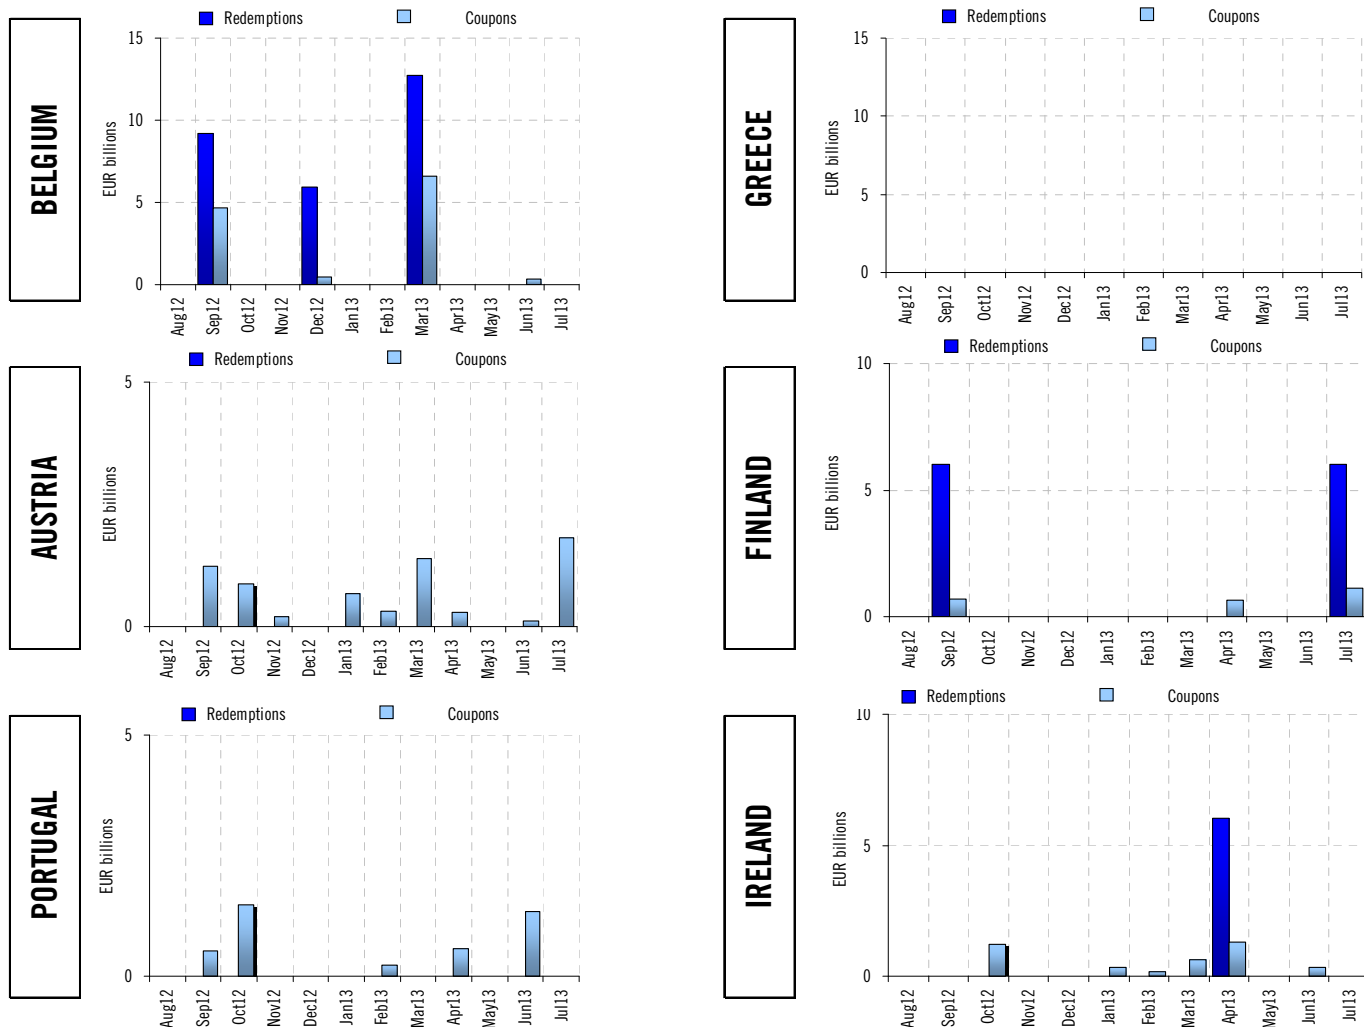 BELGIUM
Redemptions Coupons
EUR billions
15
10
5
0
Aug12 Sep12 Oct12 Nov12 Dec12 Jan13 Feb13 Mar13 Apr13 May13 Jun13 Jul13
GREECE
Redemptions Coupons
EUR billions
15
10
5
0
Aug12 Sep12 Oct12 Nov12 Dec12 Jan13 Feb13 Mar13 Apr13 May13 Jun13 Jul13
AUSTRIA
Redemptions Coupons
EUR billions
5
0
Aug12 Sep12 Oct12 Nov12 Dec12 Jan13 Feb13 Mar13 Apr13 May13 Jun13 Jul13
FINLAND
Redemptions Coupons
EUR billions
10
5
0
Aug12 Sep12 Oct12 Nov12 Dec12 Jan13 Feb13 Mar13 Apr13 May13 Jun13 Jul13
PORTUGAL
Redemptions Coupons
EUR billions
5
0
Aug12 Sep12 Oct12 Nov12 Dec12 Jan13 Feb13 Mar13 Apr13 May13 Jun13 Jul13
IRELAND
Redemptions Coupons
EUR billions
10
5
0
Aug12 Sep12 Oct12 Nov12 Dec12 Jan13 Feb13 Mar13 Apr13 May13 Jun13 Jul13